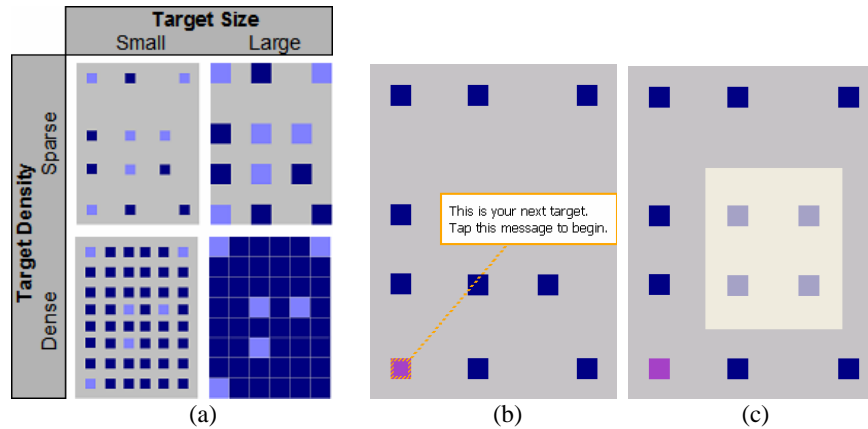 Target Size
Small Large
Target Density
Sparse
Dense
This is your next target.
Tap this message to begin.
(a) (b) (c)